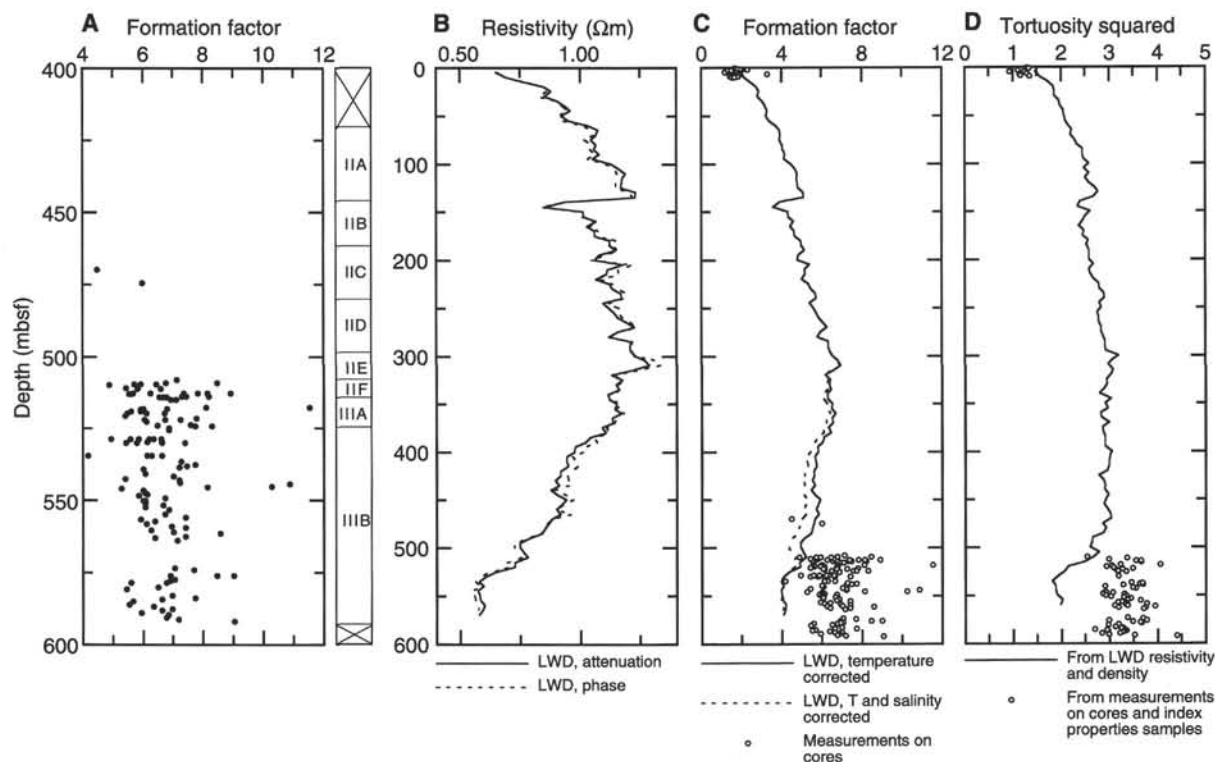 A Formation factor
4 6 8 10 12
Depth (mbsf)
400
450
500
550
600
IIA
IIB
IIC
IID
IIE
IIF
IIIA
IIIB
B Resistivity (Ωm)
0.50 1.00
0
100
200
300
400
500
600
LWD, attenuation
LWD, phase
C Formation factor
0 4 8 12
LWD, temperature
corrected
LWD, T and salinity
corrected
Measurements on
cores
D Tortuosity squared
0 1 2 3 4 5
From LWD resistivity
and density
From measurements
on cores and index
properties samples